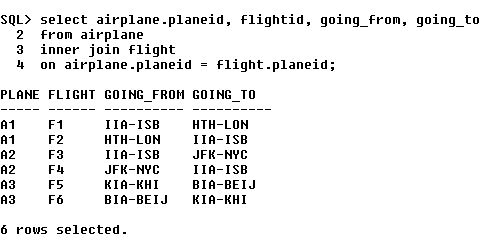 SQL> select airplane.planeid, flightid, going_from, going_to
2 from airplane
3 inner join flight
4 on airplane.planeid = flight.planeid;
PLANE FLIGHT GOING_FROM GOING_TO
----- ------ ---------- ----------
A1 F1 IIA-ISB HTH-LON
A1 F2 HTH-LON IIA-ISB
A2 F3 IIA-ISB JFK-NYC
A2 F4 JFK-NYC IIA-ISB
A3 F5 KIA-KHI BIA-BEIJ
A3 F6 BIA-BEIJ KIA-KHI
6 rows selected.